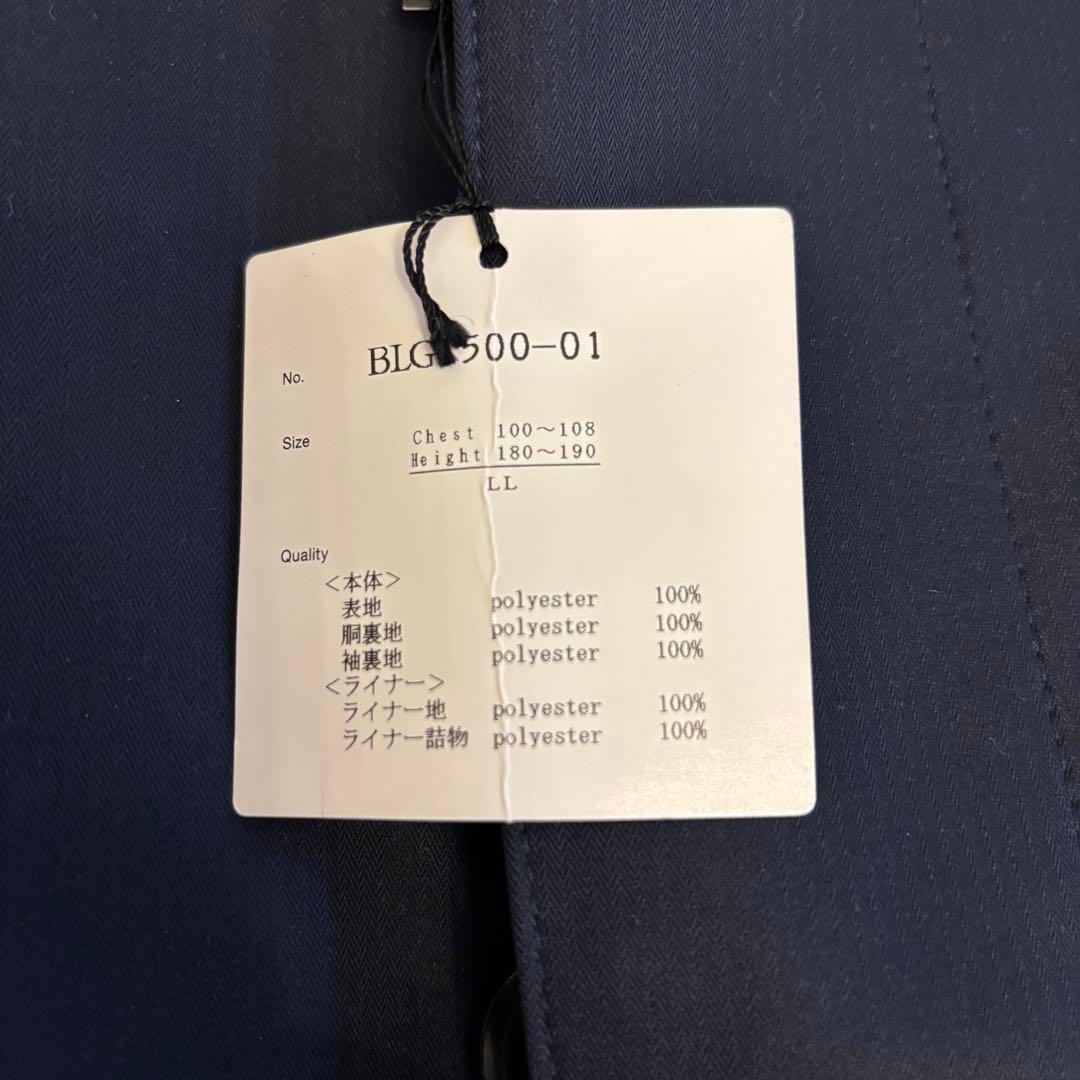 No. 500-01
Size Chest 100～108
Height 180～190
LL
Quality
＜本体＞
表地 polyester 100%
胴裏地 polyester 100%
袖裏地 polyester 100%
＜ライナー＞
ライナー地 polyester 100%
ライナー詰物 polyester 100%